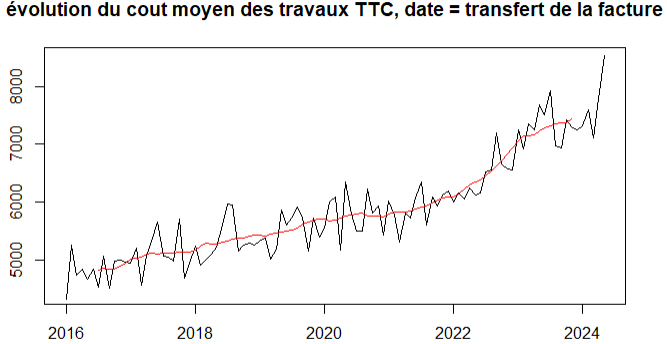 évolution du cout moyen des travaux TTC, date = transfert de la facture
8000
7000
6000
5000
2016 2018 2020 2022 2024